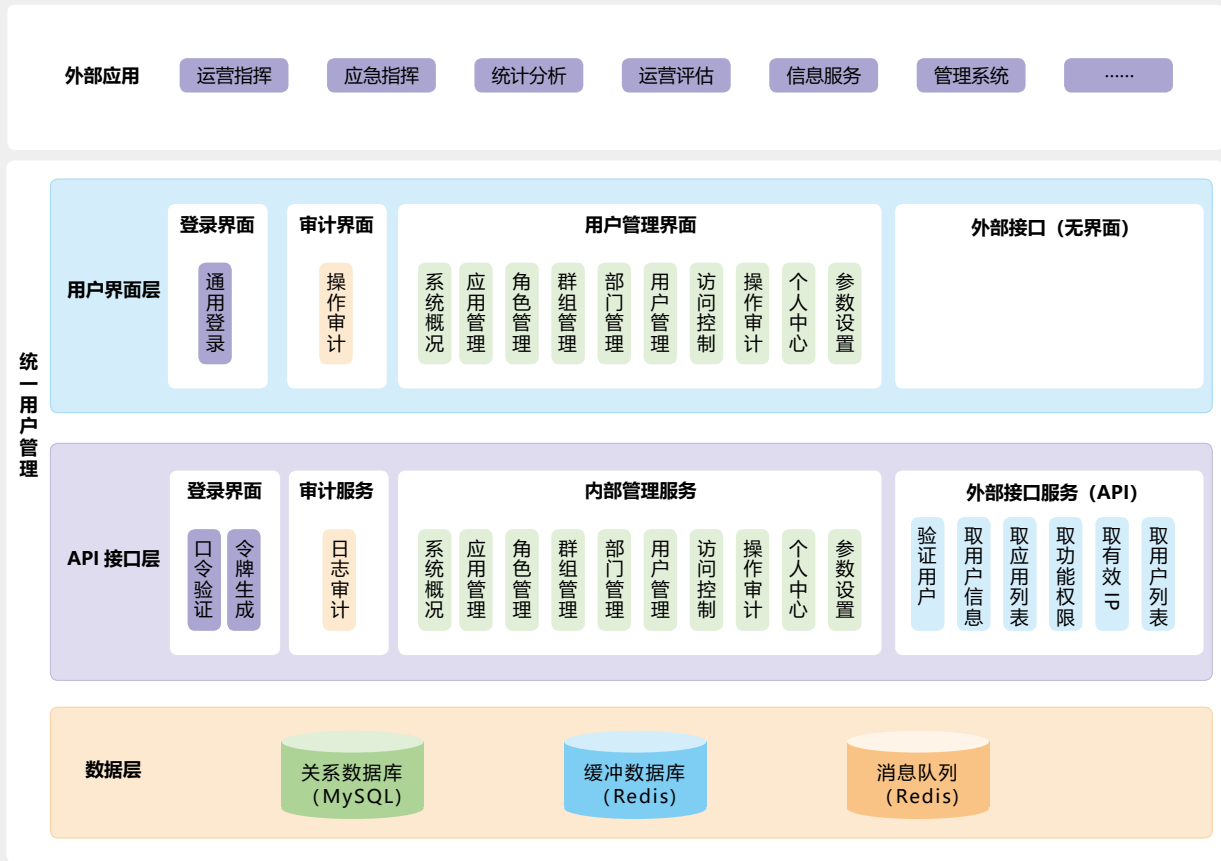 外部应用
运营指挥
应急指挥
统计分析
运营评估
信息服务
管理系统
······
统一用户管理
用户界面层
登录界面
通用登录
审计界面
操作审计
用户管理界面
系统概况
应用管理
角色管理
群组管理
部门管理
用户管理
访问控制
操作审计
个人中心
参数设置
外部接口（无界面）
API 接口层
登录界面
口令验证
令牌生成
审计服务
日志审计
内部管理服务
系统概况
应用管理
角色管理
群组管理
部门管理
用户管理
访问控制
操作审计
个人中心
参数设置
外部接口服务（API）
验证用户
取用户信息
取应用列表
取功能权限
取有效 IP
取用户列表
数据层
关系数据库
（MySQL）
缓冲数据库
（Redis）
消息队列
（Redis）